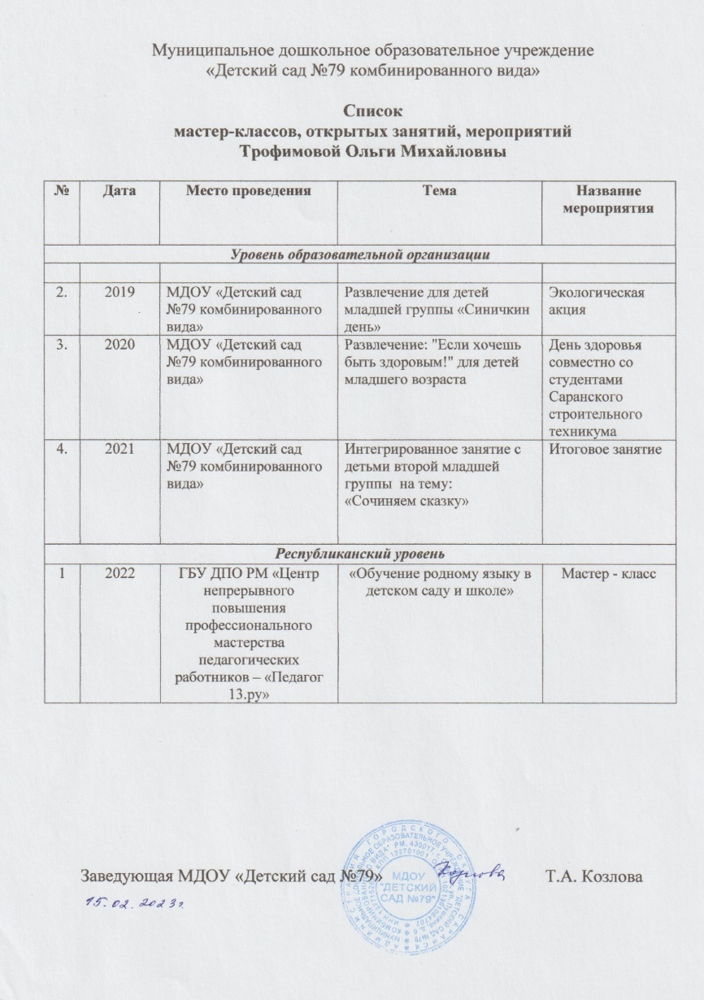 Муниципальное дошкольное образовательное учреждение
«Детский сад №79 комбинированного вида»
Список
мастер-классов, открытых занятий, мероприятий
Трофимовой Ольги Михайловны
№ Дата Место проведения Тема Название
мероприятия
Уровень образовательной организации
2. 2019 МДОУ «Детский сад Развлечение для детей Экологическая
№79 комбинированного младшей группы «Синичкин акция
вида» день»
3. 2020 МДОУ «Детский сад Развлечение: "Если хочешь День здоровья
№79 комбинированного быть здоровым!" для детей совместно со
вида» младшего возраста студентами
Саранского
строительного
техникума
4. 2021 МДОУ «Детский сад Интегрированное занятие с Итоговое занятие
№79 комбинированного детьми второй младшей
вида» группы на тему:
«Сочиняем сказку»
Республиканский уровень
1 2022 ГБУ ДПО РМ «Центр «Обучение родному языку в Мастер - класс
непрерывного детском саду и школе»
повышения
профессионального
мастерства
педагогических
работников – «Педагог
13.ру»
Заведующая МДОУ «Детский сад №79» Т.А. Козлова
15.02.2023г.
МДОУ
"ДЕТСКИЙ
САД №79"